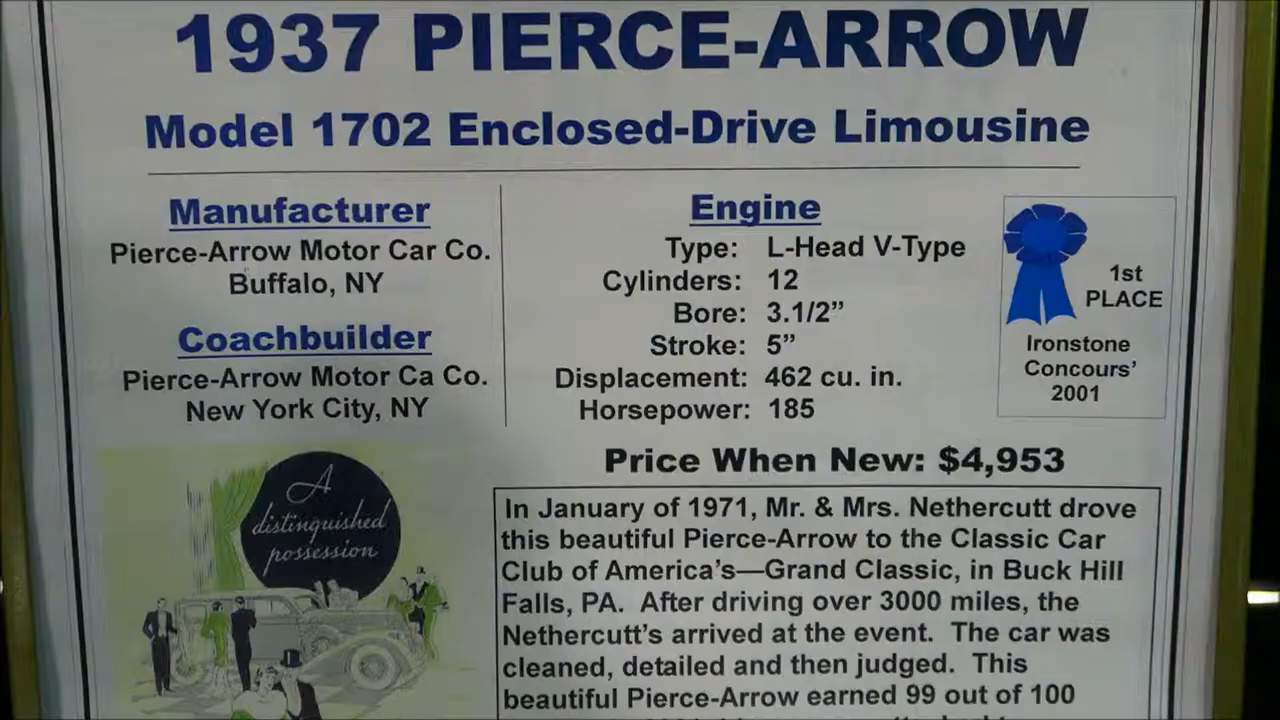 1937 PIERCE-ARROW
Model 1702 Enclosed-Drive Limousine
Manufacturer
Pierce-Arrow Motor Car Co.
Buffalo, NY
Coachbuilder
Pierce-Arrow Motor Ca Co.
New York City, NY
Engine
Type: L-Head V-Type
Cylinders: 12
Bore: 3.1/2”
Stroke: 5”
Displacement: 462 cu. in.
Horsepower: 185
1st
PLACE
Ironstone
Concours’
2001
Price When New: $4,953
A
distinguished
possession
In January of 1971, Mr. & Mrs. Nethercutt drove
this beautiful Pierce-Arrow to the Classic Car
Club of America’s—Grand Classic, in Buck Hill
Falls, PA. After driving over 3000 miles, the
Nethercutt’s arrived at the event. The car was
cleaned, detailed and then judged. This
beautiful Pierce-Arrow earned 99 out of 100